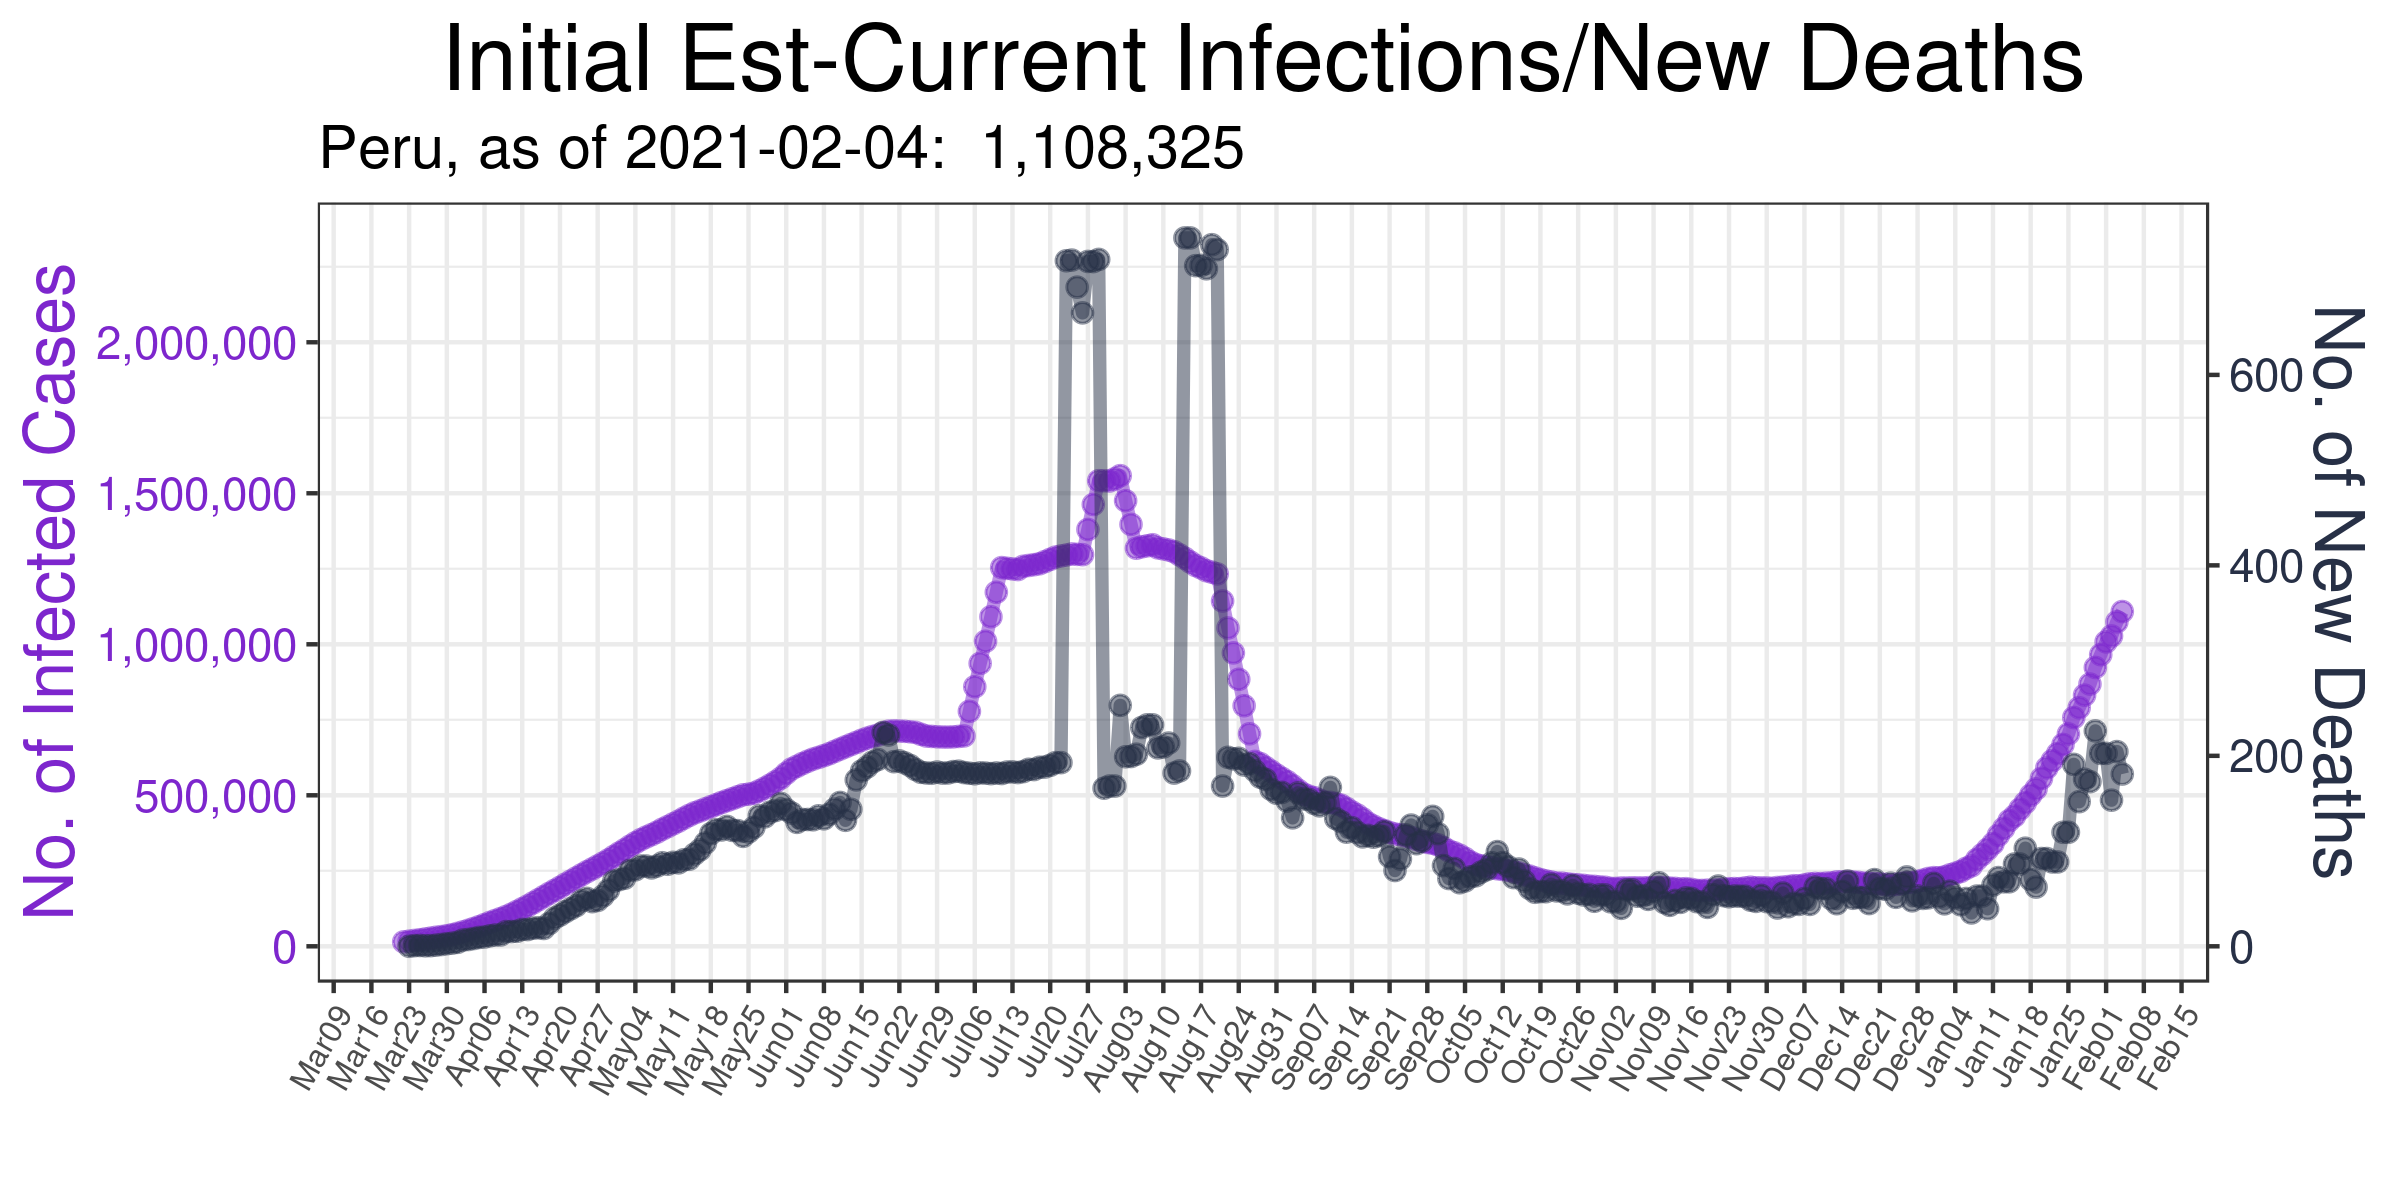 Initial Est-Current Infections/New Deaths
Peru, as of 2021-02-04:  1,108,325
No. of Infected Cases
2,000,000
1,500,000
1,000,000
500,000
0
600
400
200
0
No. of New Deaths
Mar09
Mar16
Mar23
Mar30
Apr06
Apr13
Apr20
Apr27
May04
May11
May18
May25
Jun01
Jun08
Jun15
Jun22
Jun29
Jul06
Jul13
Jul20
Jul27
Aug03
Aug10
Aug17
Aug24
Aug31
Sep07
Sep14
Sep21
Sep28
Oct05
Oct12
Oct19
Oct26
Nov02
Nov09
Nov16
Nov23
Nov30
Dec07
Dec14
Dec21
Dec28
Jan04
Jan11
Jan18
Jan25
Feb01
Feb08
Feb15